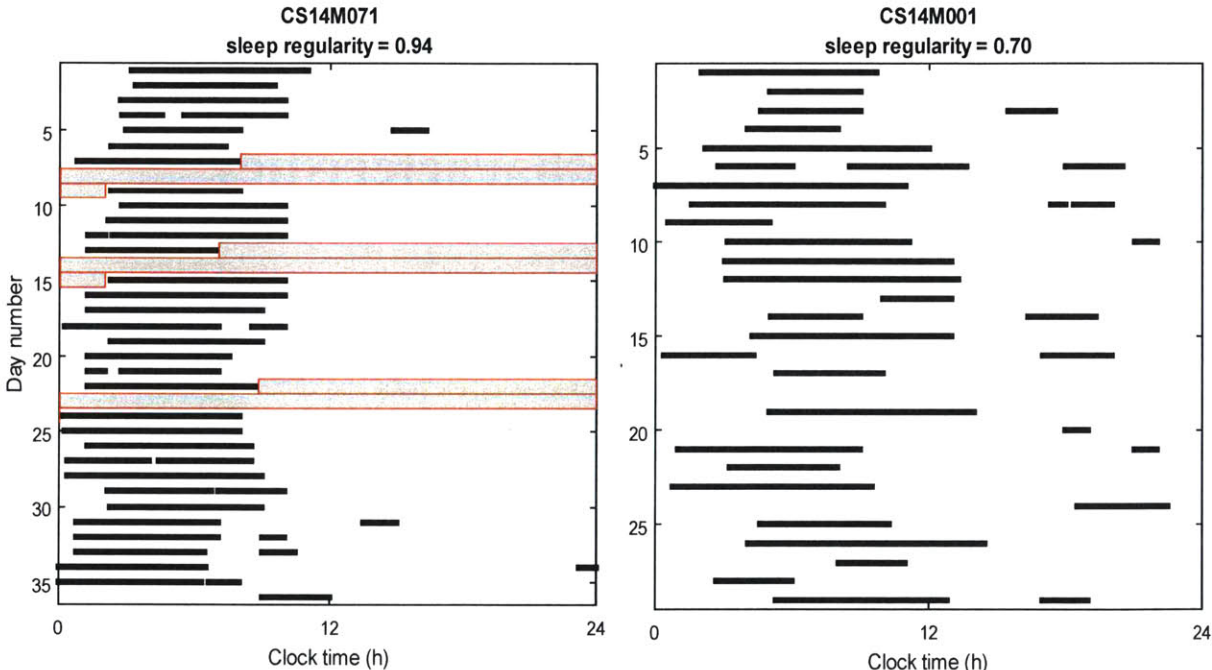 CS14M071
sleep regularity = 0.94
5
10
15
20
25
30
35
Day number
0
12
24
Clock time (h)
CS14M001
sleep regularity = 0.70
5
10
15
20
25
0
12
24
Clock time (h)